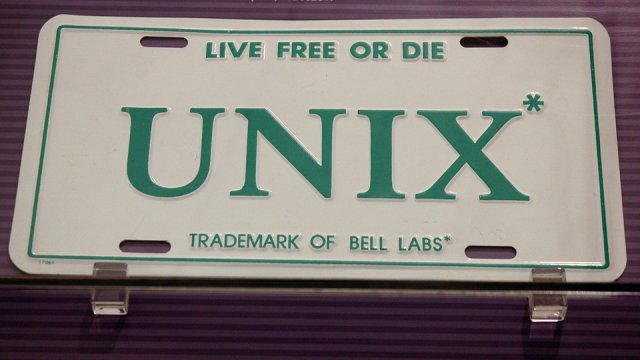 LIVE FREE OR DIE
UNIX*
TRADEMARK OF BELL LABS*